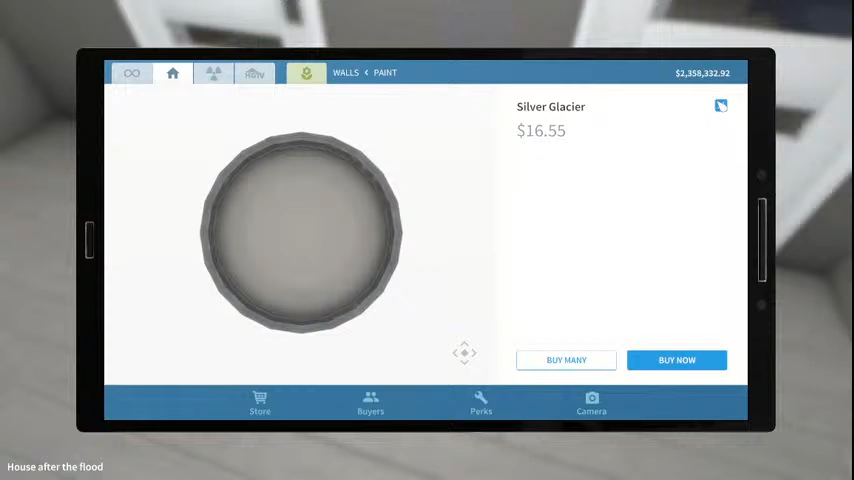 HGTV
WALLS < PAINT
$2,358,332.92
Silver Glacier
$16.55
BUY MANY
BUY NOW
Store
Buyers
Perks
Camera
House after the flood